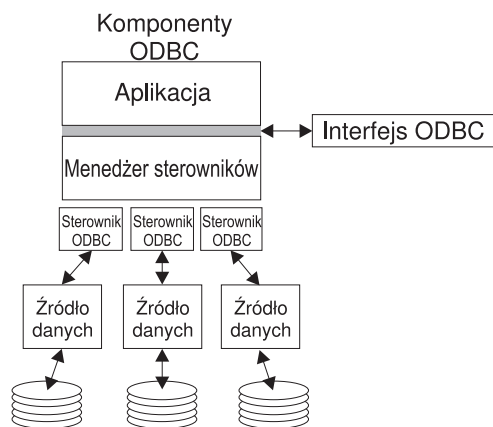 Komponenty
ODBC
Aplikacja
Interfejs ODBC
Menedżer sterowników
Sterownik
ODBC
Sterownik
ODBC
Sterownik
ODBC
Źródło
danych
Źródło
danych
Źródło
danych